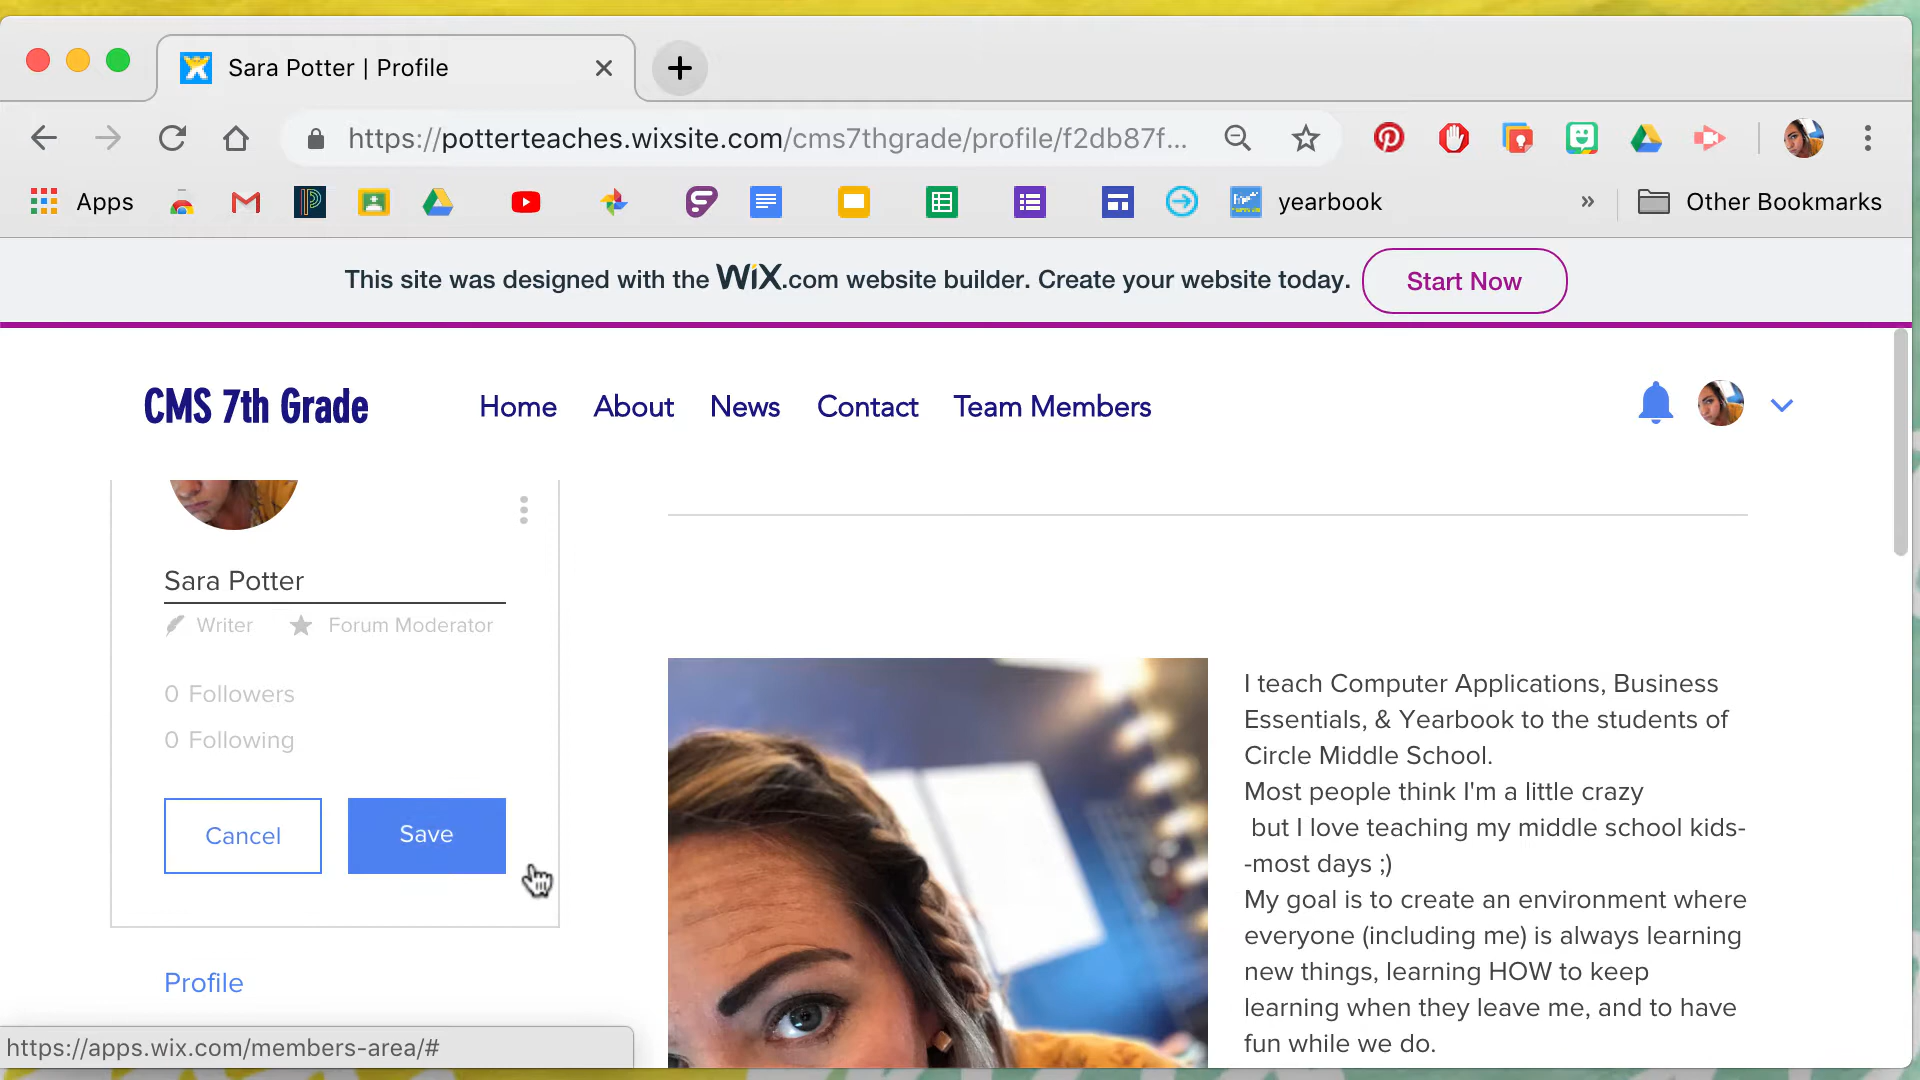 Sara Potter | Profile
https://potterteaches.wixsite.com/cms7thgrade/profile/f2db87f...
Apps
yearbook
»
Other Bookmarks
This site was designed with the WiX.com website builder. Create your website today.
Start Now
CMS 7th Grade
Home
About
News
Contact
Team Members
Sara Potter
Writer
Forum Moderator
0 Followers
0 Following
Cancel
Save
Profile
I teach Computer Applications, Business
Essentials, & Yearbook to the students of
Circle Middle School.
Most people think I'm a little crazy
but I love teaching my middle school kids-
-most days ;)
My goal is to create an environment where
everyone (including me) is always learning
new things, learning HOW to keep
learning when they leave me, and to have
fun while we do.
https://apps.wix.com/members-area/#